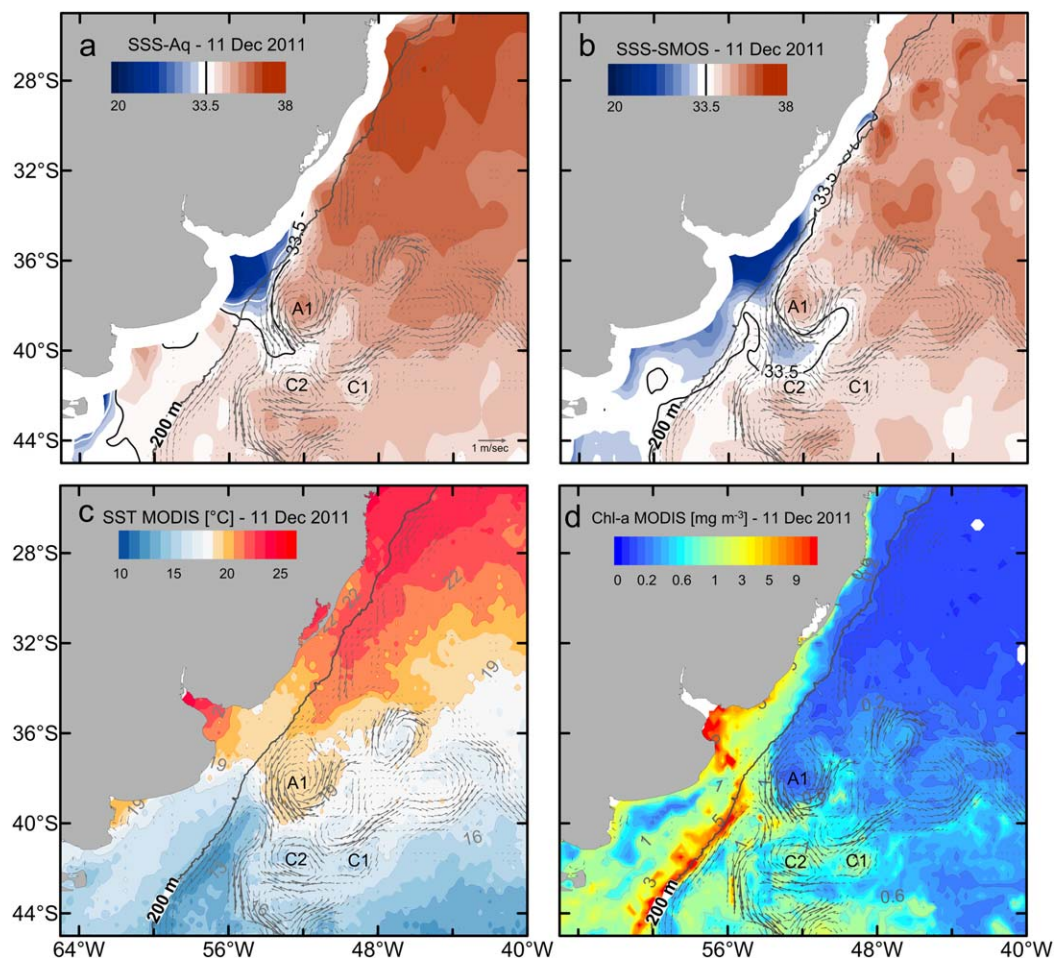 a
SSS-Aq - 11 Dec 2011
20 33.5 38
28°S
32°S
36°S
40°S
44°S
33.5
A1
C2 C1
200 m
1 m/sec
b
SSS-SMOS - 11 Dec 2011
20 33.5 38
33.5
A1
33.5
C2 C1
200 m
c
SST MODIS [°C] - 11 Dec 2011
10 15 20 25
28°S
32°S
36°S
40°S
44°S
22
19
19
19
A1
16
C2 C1
16
200 m
64°W 56°W 48°W 40°W
d
Chl-a MODIS [mg m-3] - 11 Dec 2011
0 0.2 0.6 1 3 5 9
A1
1
5
C2 C1
3
0.6
200 m
56°W 48°W 40°W